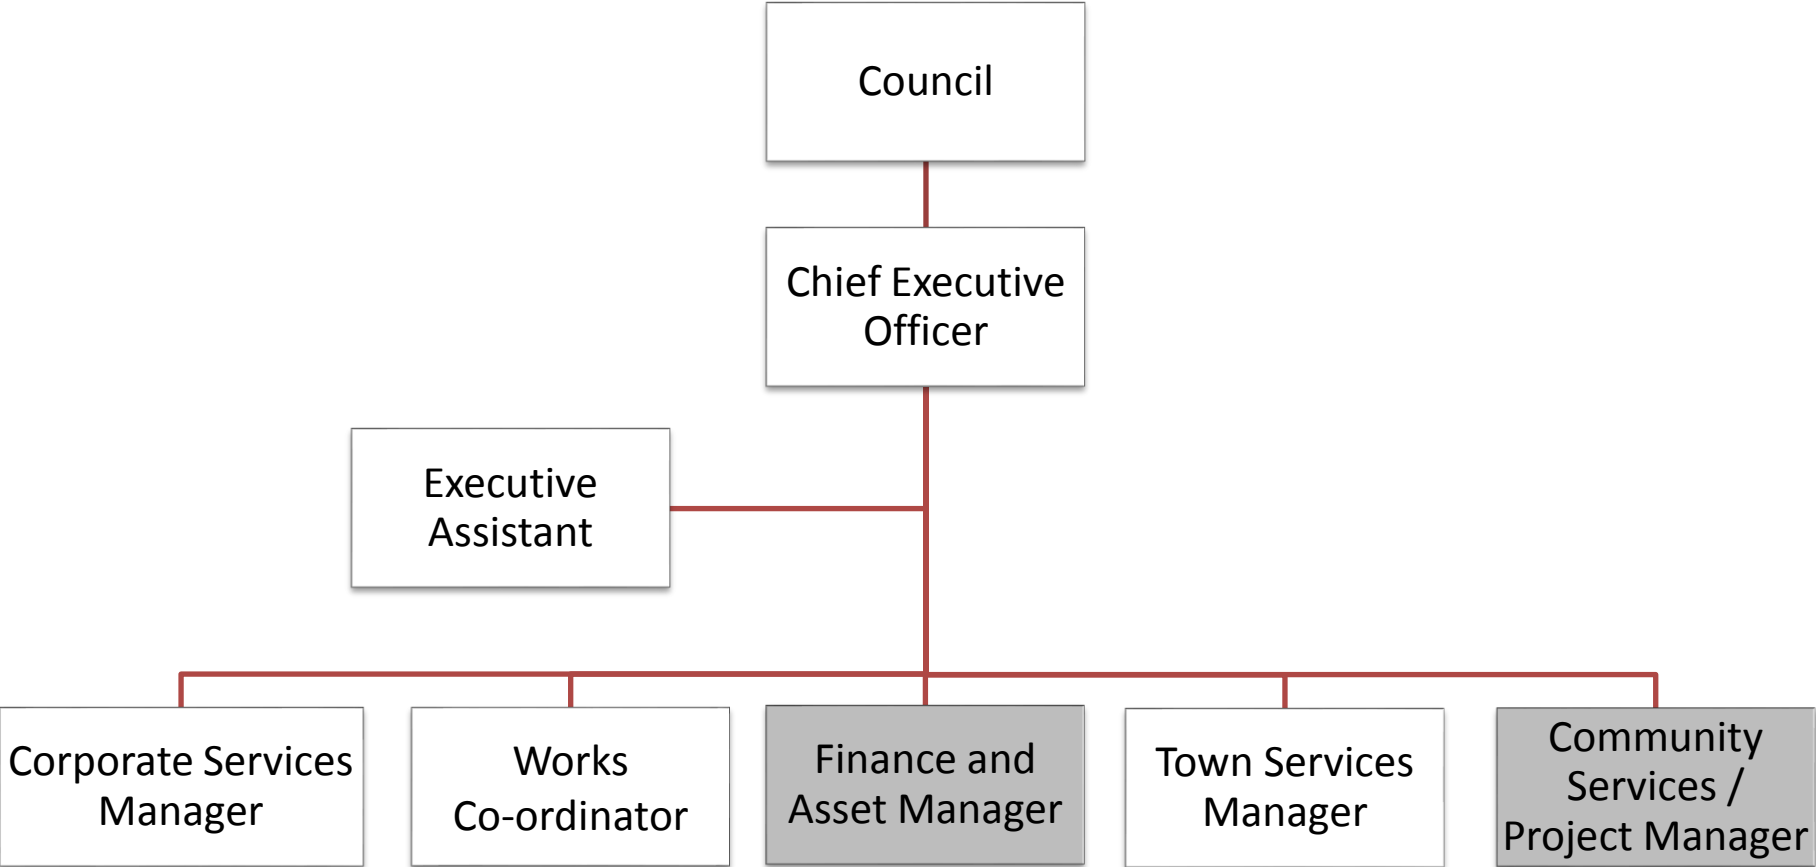 Council
Chief Executive
Officer
Executive
Assistant
Corporate Services
Manager
Works
Co-ordinator
Finance and
Asset Manager
Town Services
Manager
Community
Services /
Project Manager